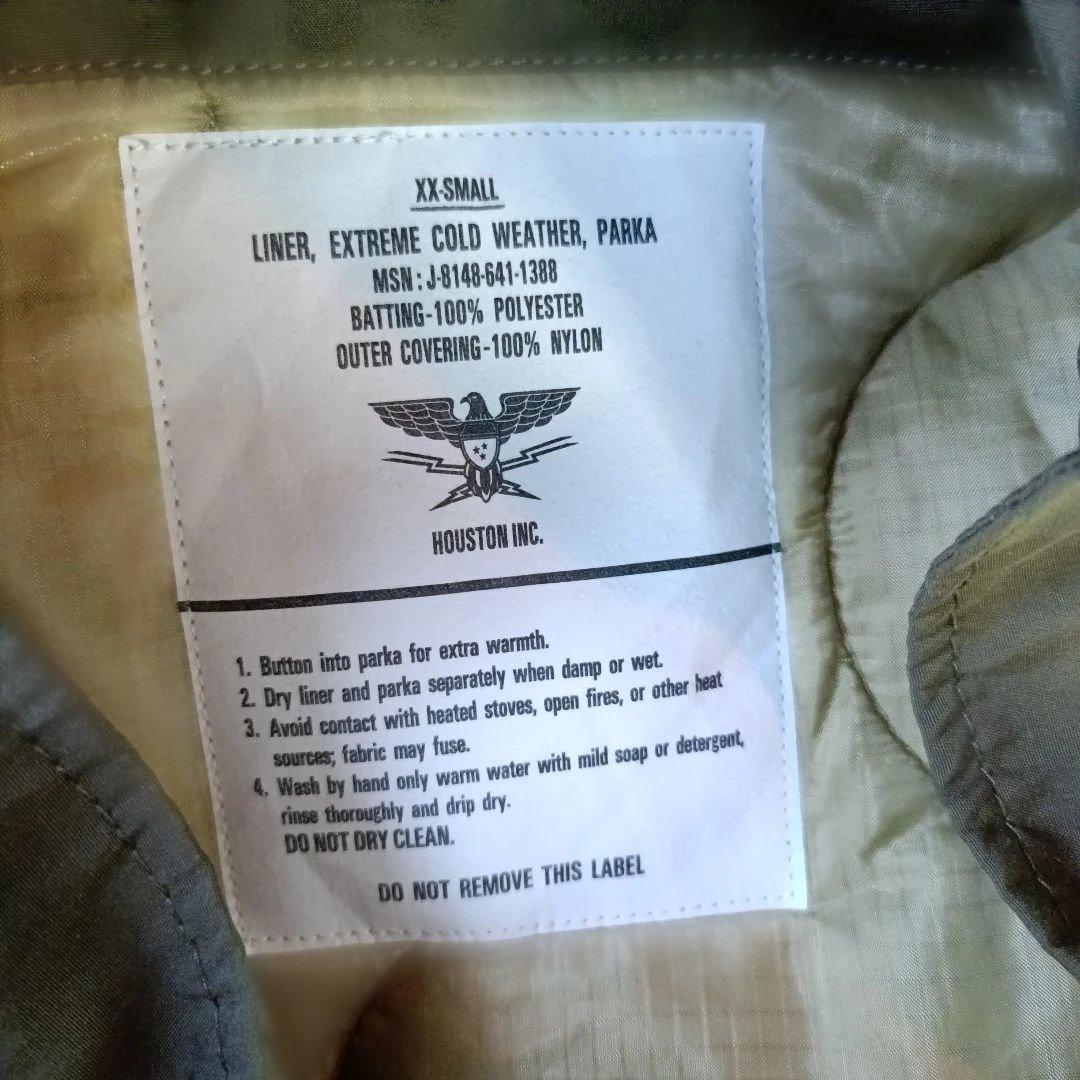 XX-SMALL
LINER, EXTREME COLD WEATHER, PARKA
MSN : J-8148-641-1388
BATTING-100% POLYESTER
OUTER COVERING-100% NYLON
HOUSTON INC.
1. Button into parka for extra warmth.
2. Dry liner and parka separately when damp or wet.
3. Avoid contact with heated stoves, open fires, or other heat
sources; fabric may fuse.
4. Wash by hand only warm water with mild soap or detergent,
rinse thoroughly and drip dry.
DO NOT DRY CLEAN.
DO NOT REMOVE THIS LABEL